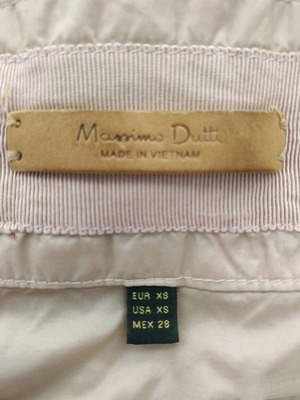 Massimo Dutti
MADE IN VIETNAM
EUR XS
USA XS
MEX 28